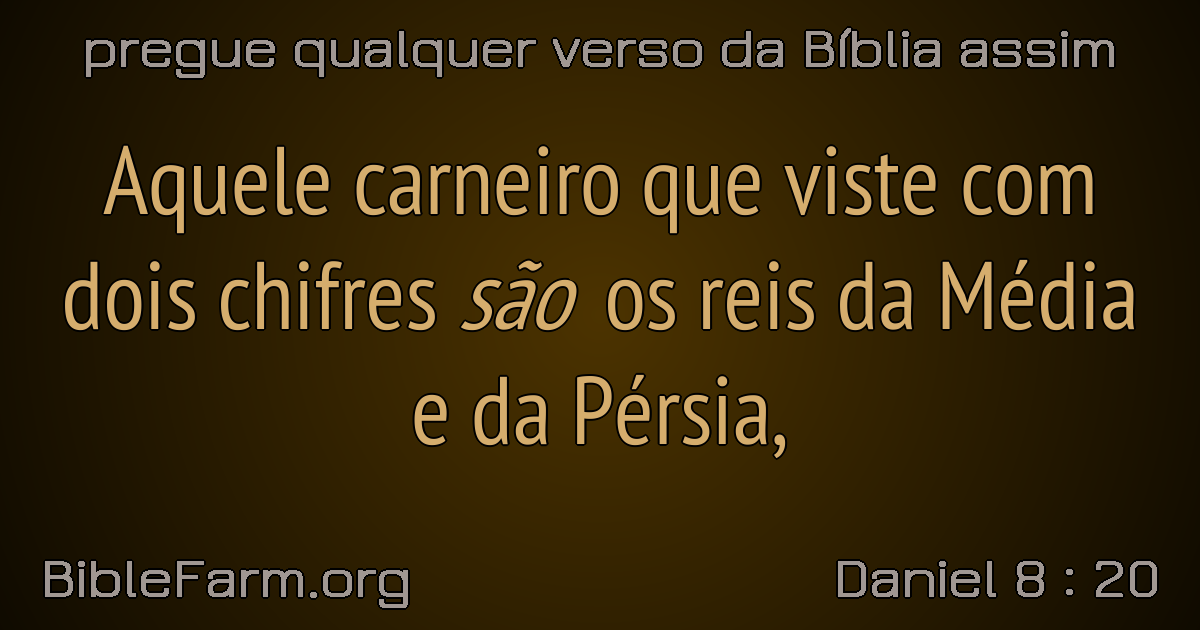 pregue qualquer verso da Bíblia assim
Aquele carneiro que viste com
dois chifres são os reis da Média
e da Pérsia,
BibleFarm.org
Daniel 8 : 20